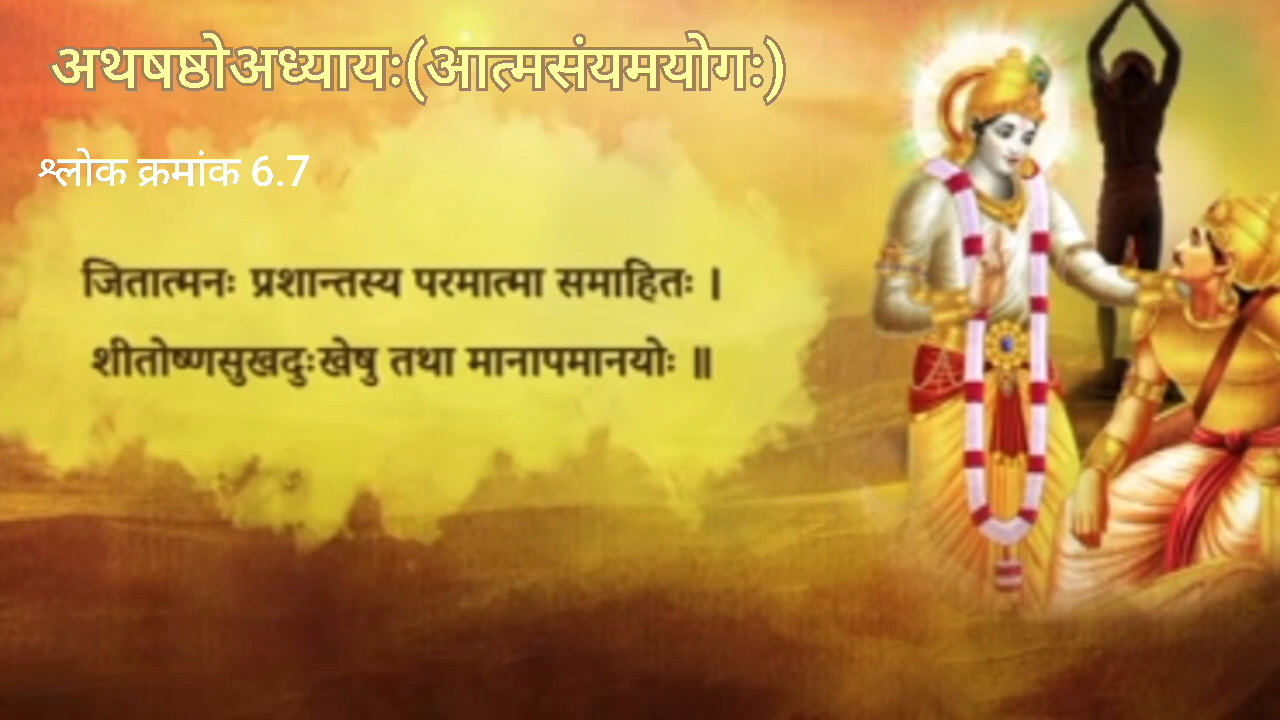 अथषष्ठोअध्यायः(आत्मसंयमयोगः)
श्लोक क्रमांक 6.7
जितात्मनः प्रशान्तस्य परमात्मा समाहितः ।
शीतोष्णसुखदुःखेषु तथा मानापमानयोः ॥